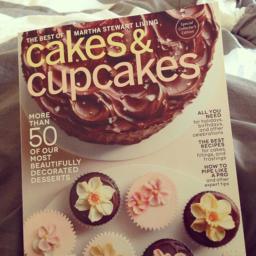 THE BEST OF MARTHA STEWART LIVING
Special
Collector's
Edition
cakes&
cupcakes
MORE
THAN
50
OF OUR
MOST
BEAUTIFULLY
DECORATED
DESSERTS
ALL YOU
NEED
for holidays,
birthdays,
and other
celebrations
THE BEST
RECIPES
for cakes,
fillings, and
frostings
HOW TO
PIPE LIKE
A PRO
and other
expert tips